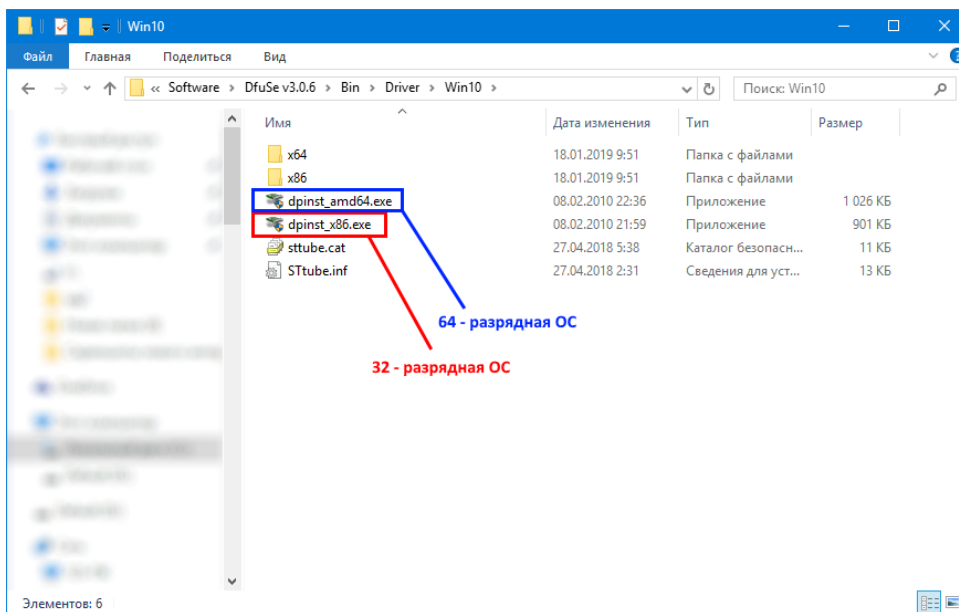 Win10
Файл Главная Поделиться Вид
« Software › DfuSe v3.0.6 › Bin › Driver › Win10 › Поиск: Win10
Имя Дата изменения Тип Размер
x64 18.01.2019 9:51 Папка с файлами
x86 18.01.2019 9:51 Папка с файлами
dpinst_amd64.exe 08.02.2010 22:36 Приложение 1 026 КБ
dpinst_x86.exe 08.02.2010 21:59 Приложение 901 КБ
sttube.cat 27.04.2018 5:38 Каталог безопасн... 11 КБ
STtube.inf 27.04.2018 2:31 Сведения для уст... 13 КБ
64 - разрядная ОС
32 - разрядная ОС
Элементов: 6